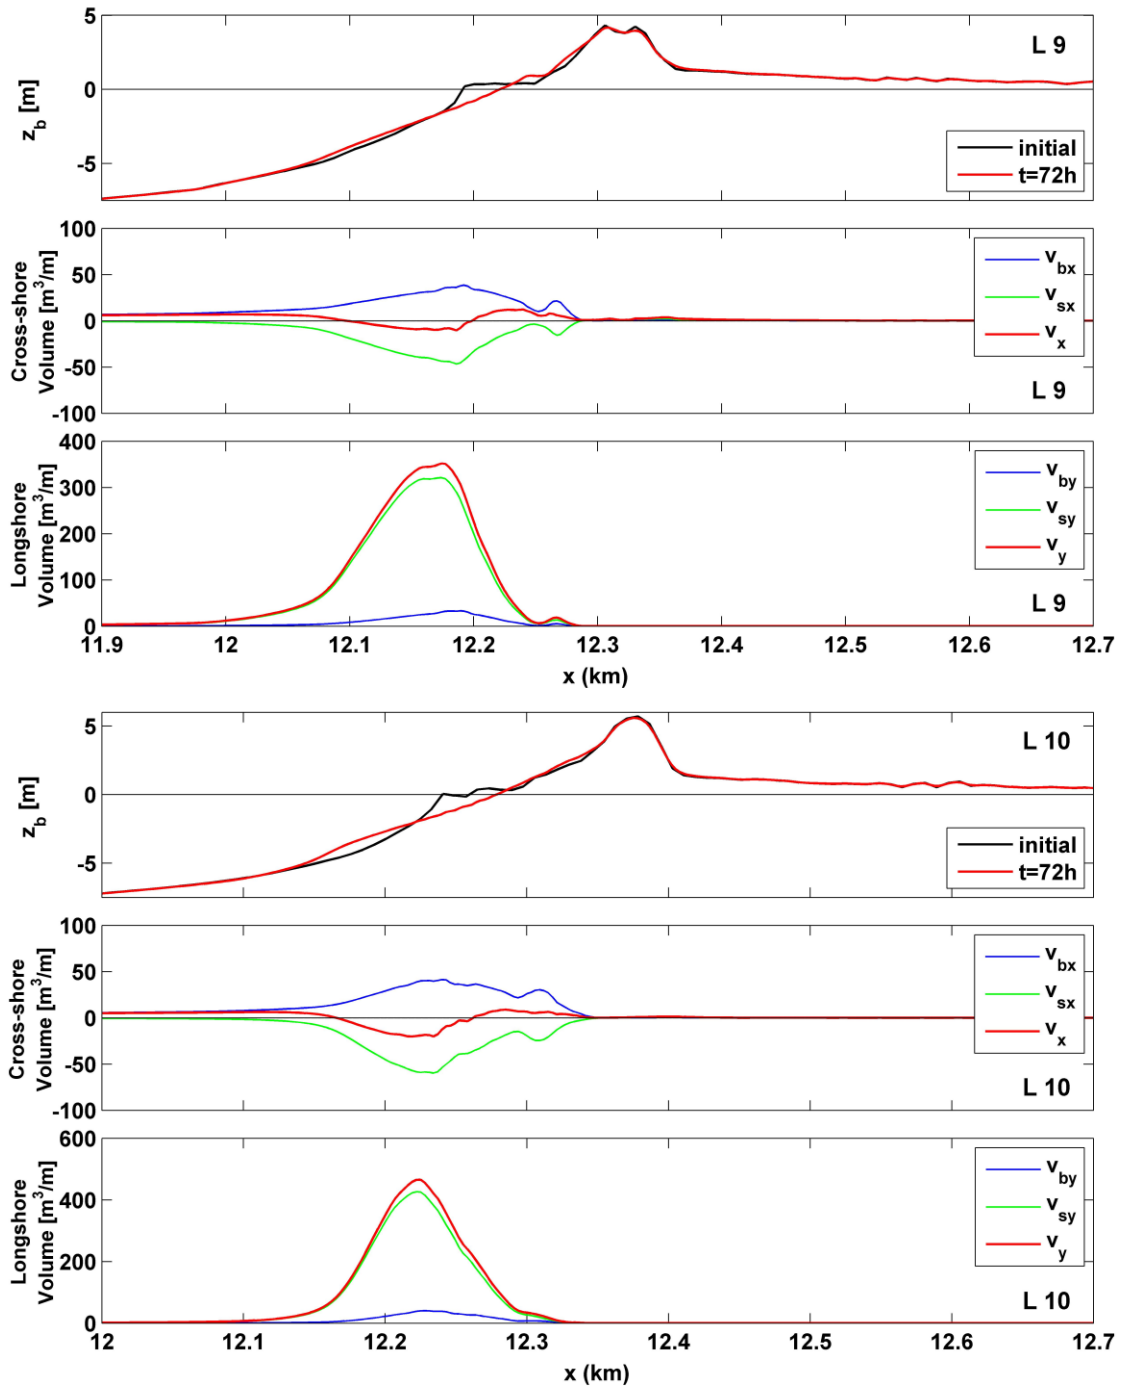 5
0
-5
z_b [m]
L 9
initial
t=72h
100
50
0
-50
-100
Cross-shore
Volume [m³/m]
v_bx
v_sx
v_x
L 9
400
300
200
100
0
Longshore
Volume [m³/m]
v_by
v_sy
v_y
L 9
11.9 12 12.1 12.2 12.3 12.4 12.5 12.6 12.7
x (km)
5
0
-5
z_b [m]
L 10
initial
t=72h
100
50
0
-50
-100
Cross-shore
Volume [m³/m]
v_bx
v_sx
v_x
L 10
600
400
200
0
Longshore
Volume [m³/m]
v_by
v_sy
v_y
L 10
12 12.1 12.2 12.3 12.4 12.5 12.6 12.7
x (km)